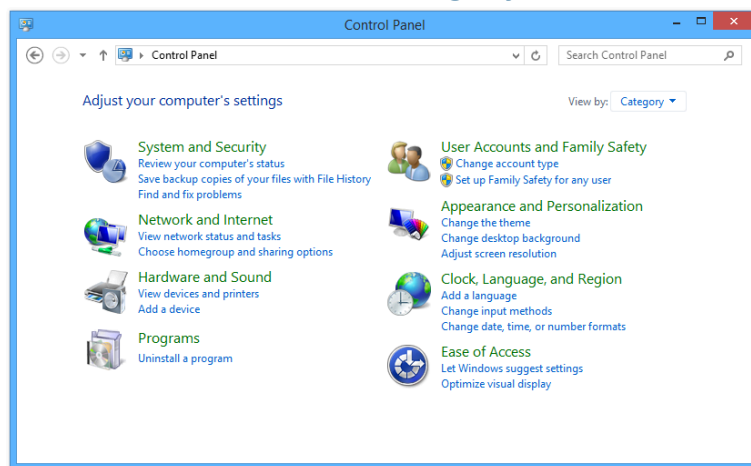 Control Panel
Control Panel
Search Control Panel
Adjust your computer's settings
View by: Category
System and Security
Review your computer's status
Save backup copies of your files with File History
Find and fix problems
Network and Internet
View network status and tasks
Choose homegroup and sharing options
Hardware and Sound
View devices and printers
Add a device
Programs
Uninstall a program
User Accounts and Family Safety
Change account type
Set up Family Safety for any user
Appearance and Personalization
Change the theme
Change desktop background
Adjust screen resolution
Clock, Language, and Region
Add a language
Change input methods
Change date, time, or number formats
Ease of Access
Let Windows suggest settings
Optimize visual display